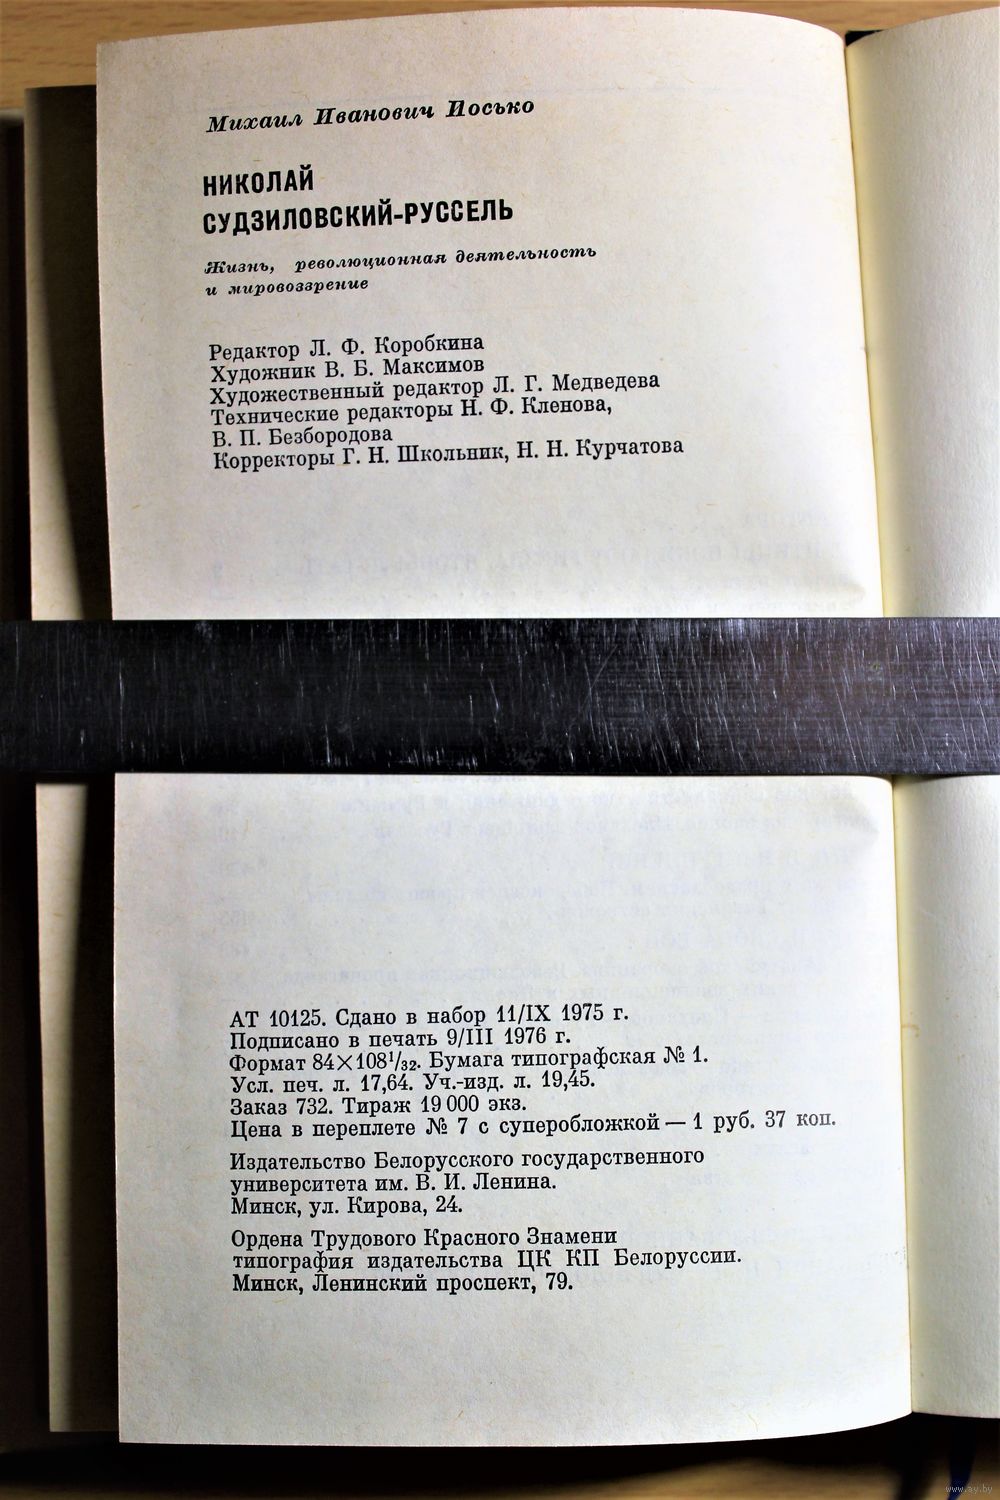 Михаил Иванович Иосько
НИКОЛАЙ
СУДЗИЛОВСКИЙ-РУССЕЛЬ
Жизнь, революционная деятельность
и мировоззрение
Редактор Л. Ф. Коробкина
Художник В. Б. Максимов
Художественный редактор Л. Г. Медведева
Технические редакторы Н. Ф. Кленова,
В. П. Безбородова
Корректоры Г. Н. Школьник, Н. Н. Курчатова
АТ 10125. Сдано в набор 11/IX 1975 г.
Подписано в печать 9/III 1976 г.
Формат 84×108¹/₃₂. Бумага типографская № 1.
Усл. печ. л. 17,64. Уч.-изд. л. 19,45.
Заказ 732. Тираж 19 000 экз.
Цена в переплете № 7 с суперобложкой — 1 руб. 37 коп.
Издательство Белорусского государственного
университета им. В. И. Ленина.
Минск, ул. Кирова, 24.
Ордена Трудового Красного Знамени
типография издательства ЦК КП Белоруссии.
Минск, Ленинский проспект, 79.
www.ay.by